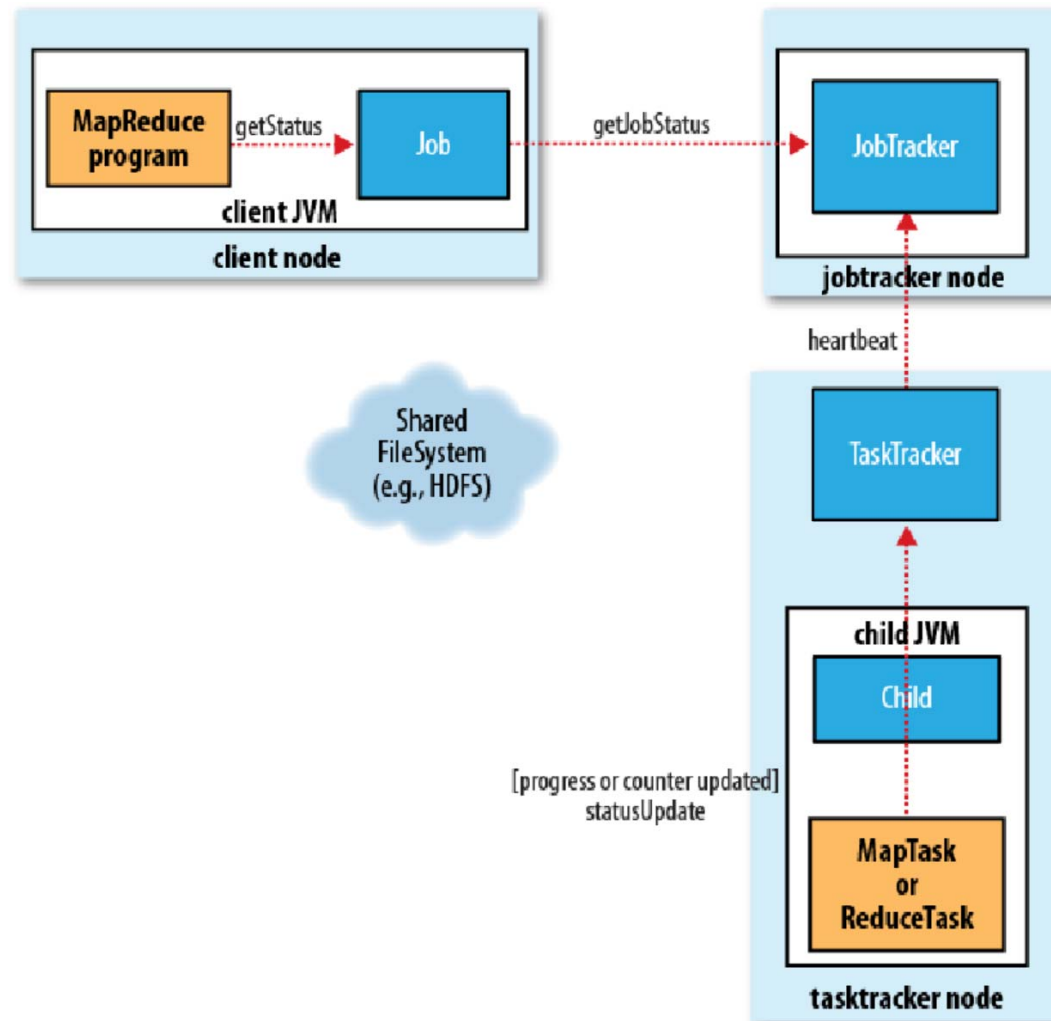 MapReduce
program
getStatus
Job
client JVM
client node
getJobStatus
JobTracker
jobtracker node
heartbeat
Shared
FileSystem
(e.g., HDFS)
TaskTracker
child JVM
Child
[progress or counter updated]
statusUpdate
MapTask
or
ReduceTask
tasktracker node